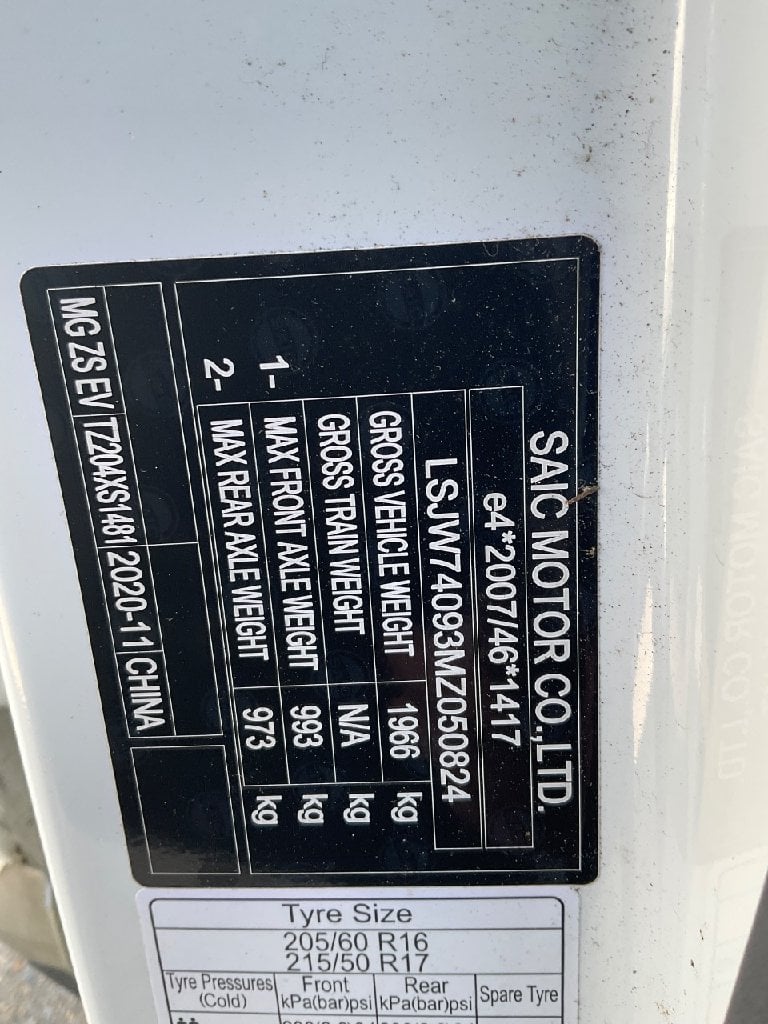 SAIC MOTOR CO.,LTD.
e4*2007/46*1417
LSJW74093MZ050824
GROSS VEHICLE WEIGHT 1966 kg
GROSS TRAIN WEIGHT N/A kg
1- MAX FRONT AXLE WEIGHT 993 kg
2- MAX REAR AXLE WEIGHT 973 kg
MG ZS EV TZ204XS1481 2020-11 CHINA
Tyre Size
205/60 R16
215/50 R17
Tyre Pressures (Cold) Front kPa(bar)psi Rear kPa(bar)psi Spare Tyre